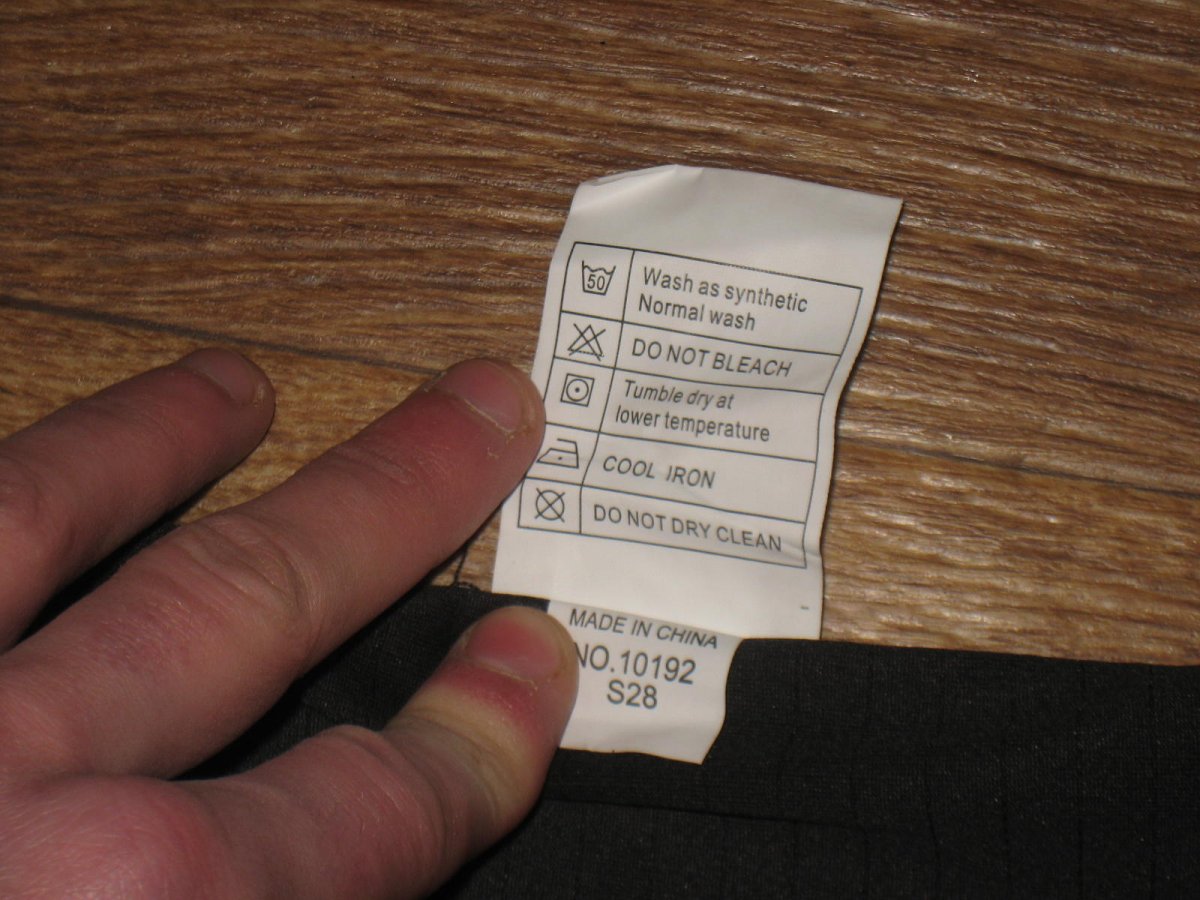 50
Wash as synthetic
Normal wash
DO NOT BLEACH
Tumble dry at
lower temperature
COOL IRON
DO NOT DRY CLEAN
MADE IN CHINA
NO.10192
S28